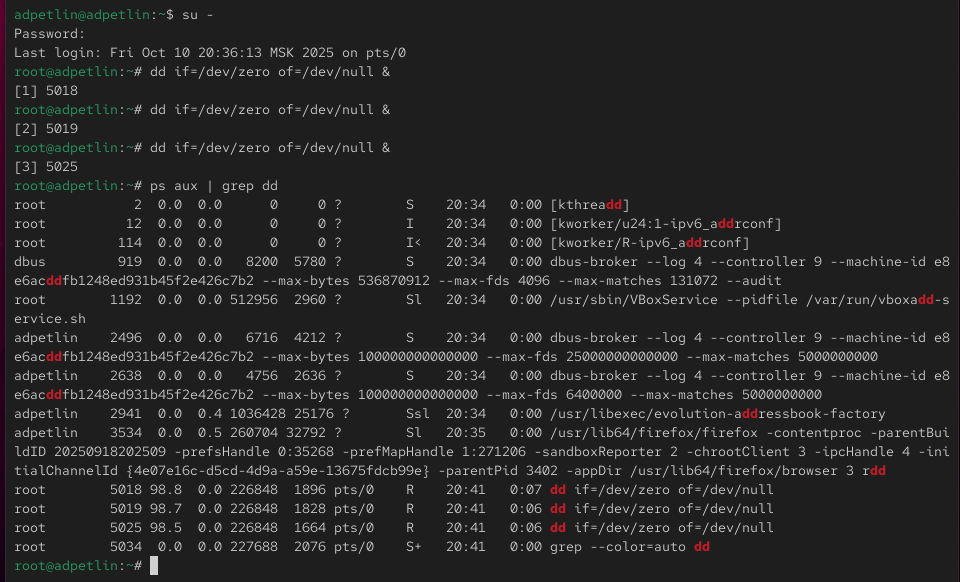 adpetlin@adpetlin:~$ su -
Password:
Last login: Fri Oct 10 20:36:13 MSK 2025 on pts/0
root@adpetlin:~# dd if=/dev/zero of=/dev/null &
[1] 5018
root@adpetlin:~# dd if=/dev/zero of=/dev/null &
[2] 5019
root@adpetlin:~# dd if=/dev/zero of=/dev/null &
[3] 5025
root@adpetlin:~# ps aux | grep dd
root           2  0.0  0.0      0     0 ?        S    20:34   0:00 [kthreadd]
root          12  0.0  0.0      0     0 ?        I    20:34   0:00 [kworker/u24:1-ipv6_addrconf]
root         114  0.0  0.0      0     0 ?        I<   20:34   0:00 [kworker/R-ipv6_addrconf]
dbus         919  0.0  0.0   8200  5780 ?        S    20:34   0:00 dbus-broker --log 4 --controller 9 --machine-id e8
e6acddfb1248ed931b45f2e426c7b2 --max-bytes 536870912 --max-fds 4096 --max-matches 131072 --audit
root        1192  0.0  0.0 512956  2960 ?        Sl   20:34   0:00 /usr/sbin/VBoxService --pidfile /var/run/vboxadd-s
ervice.sh
adpetlin    2496  0.0  0.0   6716  4212 ?        S    20:34   0:00 dbus-broker --log 4 --controller 9 --machine-id e8
e6acddfb1248ed931b45f2e426c7b2 --max-bytes 100000000000000 --max-fds 25000000000000 --max-matches 5000000000
adpetlin    2638  0.0  0.0   4756  2636 ?        S    20:34   0:00 dbus-broker --log 4 --controller 9 --machine-id e8
e6acddfb1248ed931b45f2e426c7b2 --max-bytes 100000000000000 --max-fds 6400000 --max-matches 5000000000
adpetlin    2941  0.0  0.4 1036428 25176 ?       Ssl  20:34   0:00 /usr/libexec/evolution-addressbook-factory
adpetlin    3534  0.0  0.5 260704 32792 ?        Sl   20:35   0:00 /usr/lib64/firefox/firefox -contentproc -parentBui
ldID 20250918202509 -prefsHandle 0:35268 -prefMapHandle 1:271206 -sandboxReporter 2 -chrootClient 3 -ipcHandle 4 -ini
tialChannelId {4e07e16c-d5cd-4d9a-a59e-13675fdcb99e} -parentPid 3402 -appDir /usr/lib64/firefox/browser 3 rdd
root        5018 98.8  0.0 226848  1896 pts/0    R    20:41   0:07 dd if=/dev/zero of=/dev/null
root        5019 98.7  0.0 226848  1828 pts/0    R    20:41   0:06 dd if=/dev/zero of=/dev/null
root        5025 98.5  0.0 226848  1664 pts/0    R    20:41   0:06 dd if=/dev/zero of=/dev/null
root        5034  0.0  0.0 227688  2076 pts/0    S+   20:41   0:00 grep --color=auto dd
root@adpetlin:~#